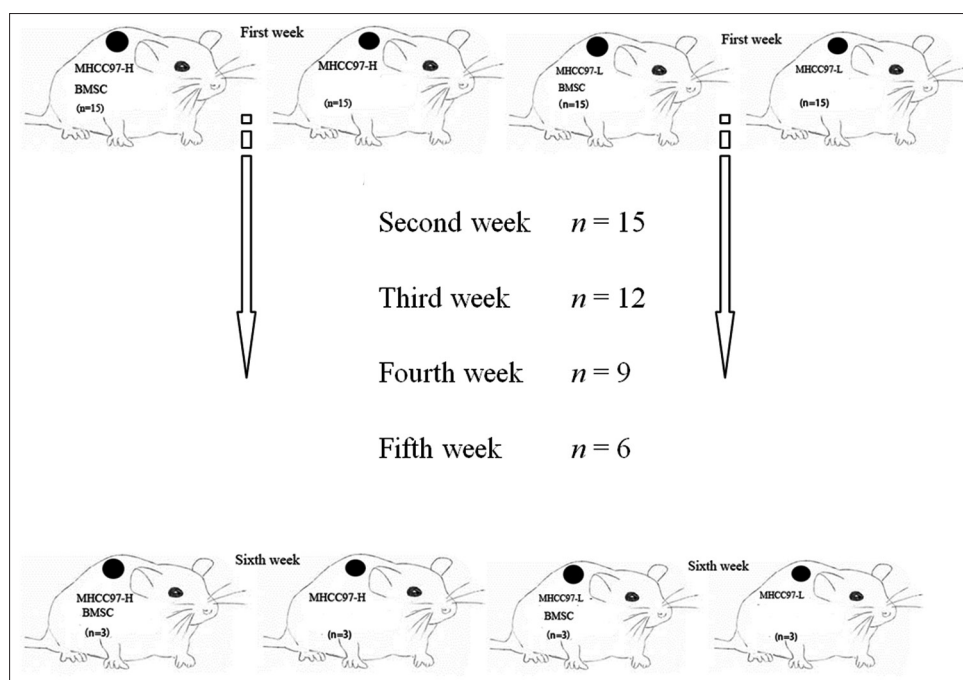 First week
MHCC97-H
BMSC
(n=15)
MHCC97-H
(n=15)
First week
MHCC97-L
BMSC
(n=15)
MHCC97-L
(n=15)
Second week n = 15
Third week n = 12
Fourth week n = 9
Fifth week n = 6
Sixth week
MHCC97-H
BMSC
(n=3)
MHCC97-H
(n=3)
Sixth week
MHCC97-L
BMSC
(n=3)
MHCC97-L
(n=3)